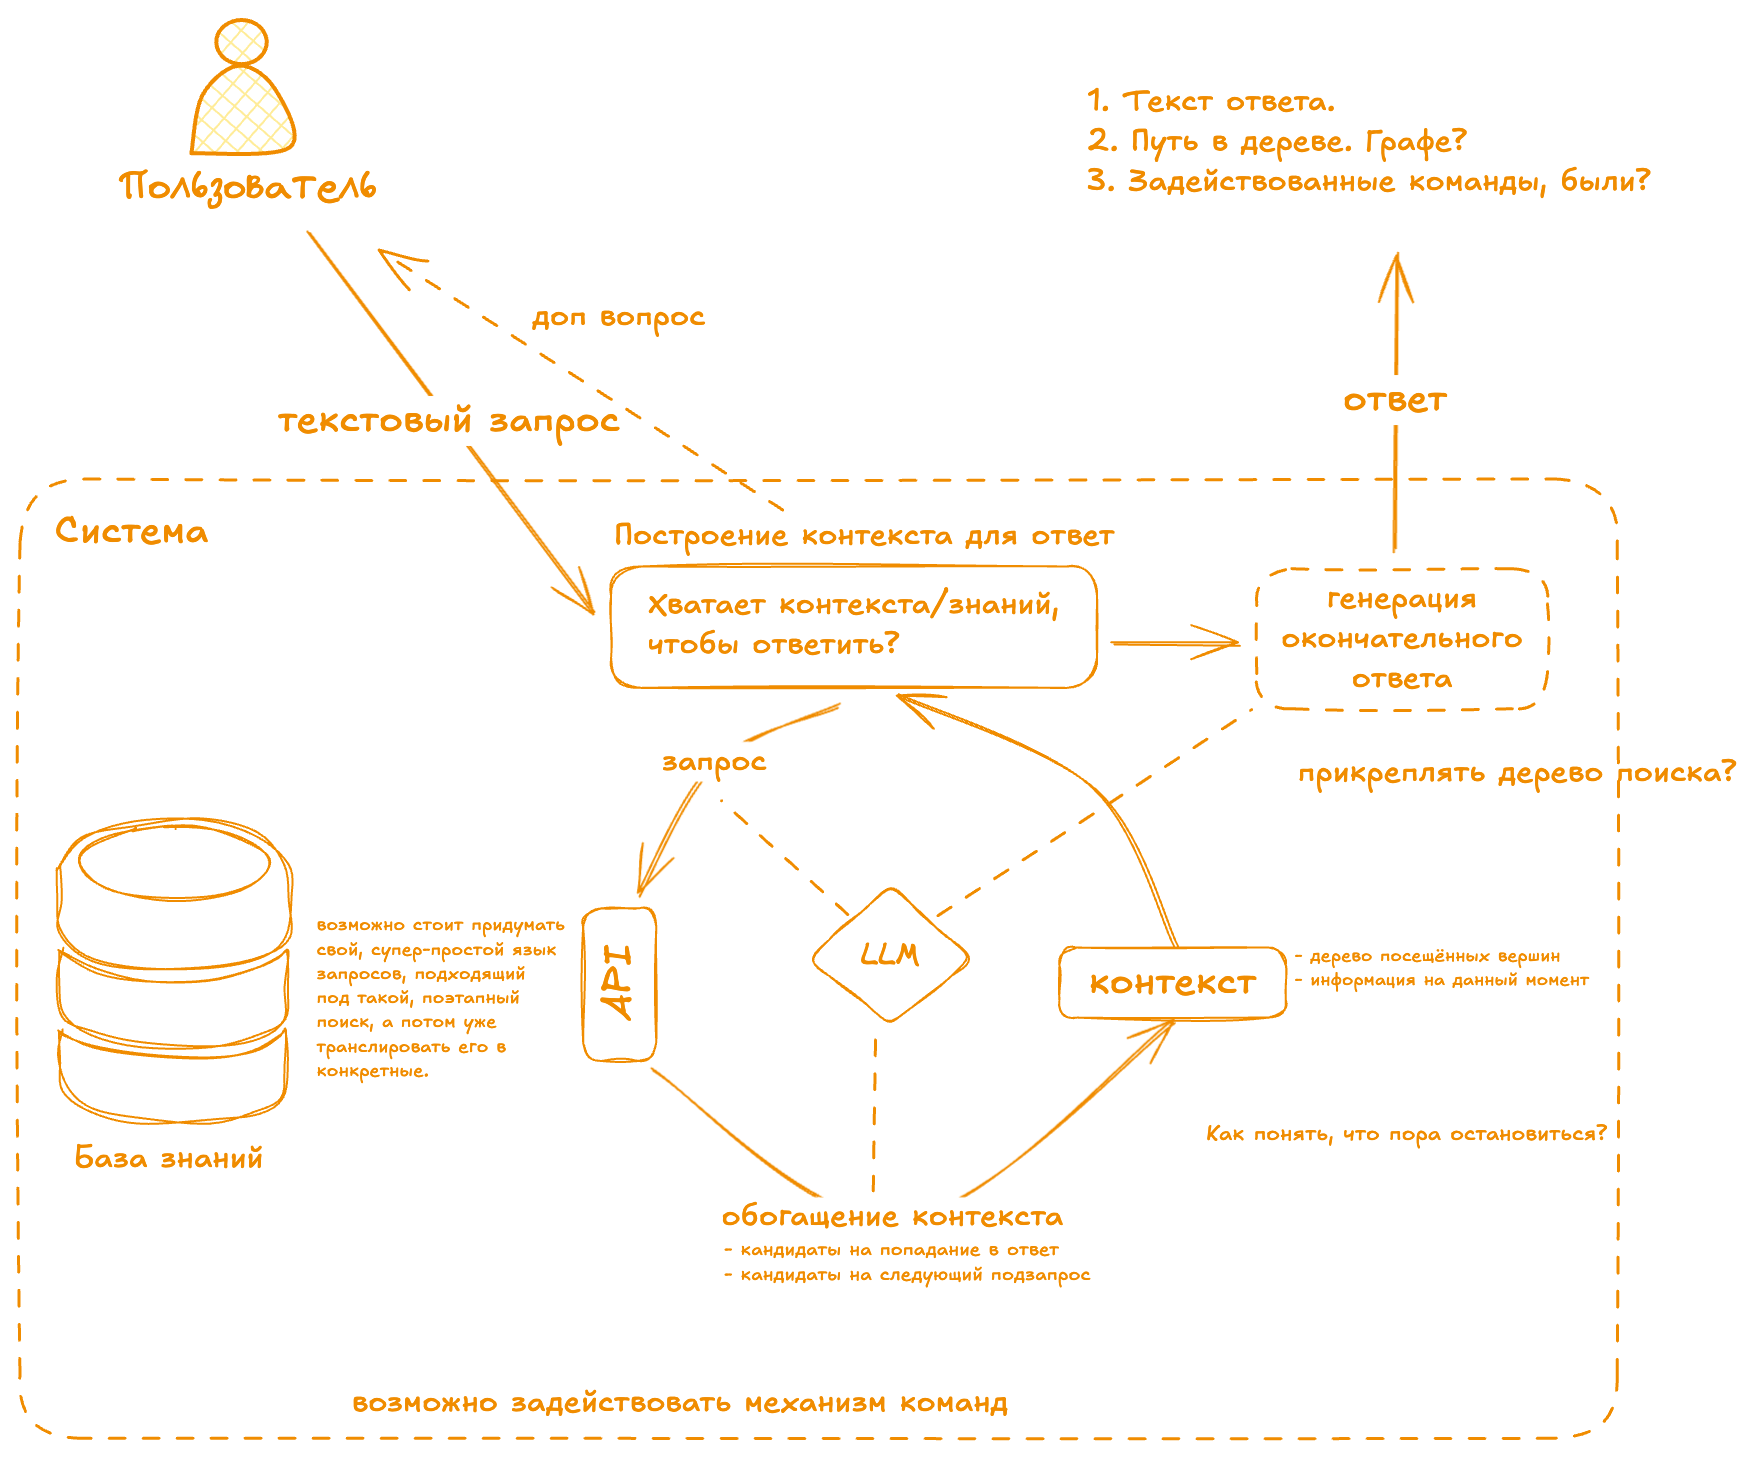 Пользователь
1. Текст ответа.
2. Путь в дереве. Графе?
3. Задействованные команды, были?
доп вопрос
текстовый запрос
ответ
Система
Построение контекста для ответ
Хватает контекста/знаний,
чтобы ответить?
генерация
окончательного
ответа
запрос
прикреплять дерево поиска?
возможно стоит придумать
свой, супер-простой язык
запросов, подходящий
под такой, поэтапный
поиск, а потом уже
транслировать его в
конкретные.
API
LLM
контекст
- дерево посещённых вершин
- информация на данный момент
База знаний
Как понять, что пора остановиться?
обогащение контекста
- кандидаты на попадание в ответ
- кандидаты на следующий подзапрос
возможно задействовать механизм команд